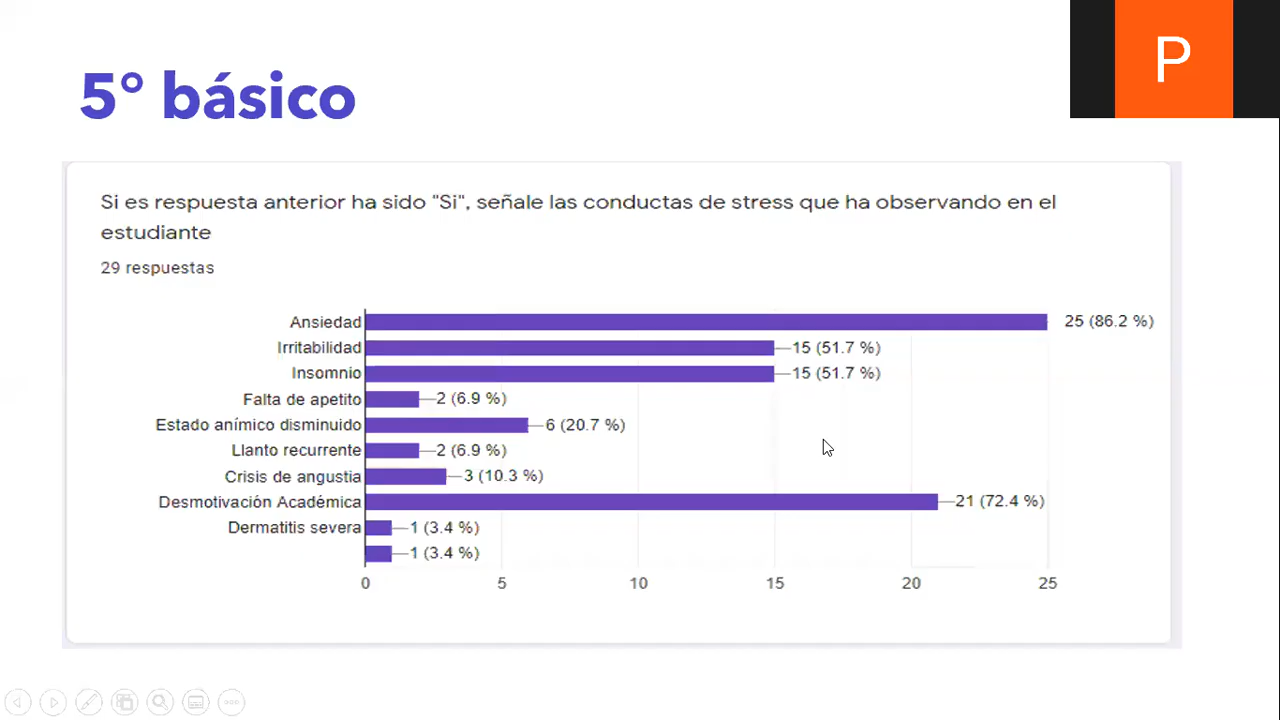 P
5° básico
Si es respuesta anterior ha sido "Si", señale las conductas de stress que ha observando en el
estudiante
29 respuestas
Ansiedad 25 (86.2 %)
Irritabilidad 15 (51.7 %)
Insomnio 15 (51.7 %)
Falta de apetito 2 (6.9 %)
Estado anímico disminuido 6 (20.7 %)
Llanto recurrente 2 (6.9 %)
Crisis de angustia 3 (10.3 %)
Desmotivación Académica 21 (72.4 %)
Dermatitis severa 1 (3.4 %)
1 (3.4 %)
0 5 10 15 20 25